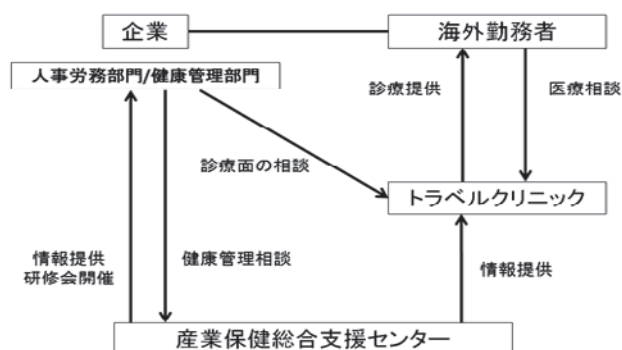 企業
海外勤務者
人事労務部門/健康管理部門
診療提供
医療相談
診療面の相談
トラベルクリニック
情報提供
研修会開催
健康管理相談
情報提供
産業保健総合支援センター